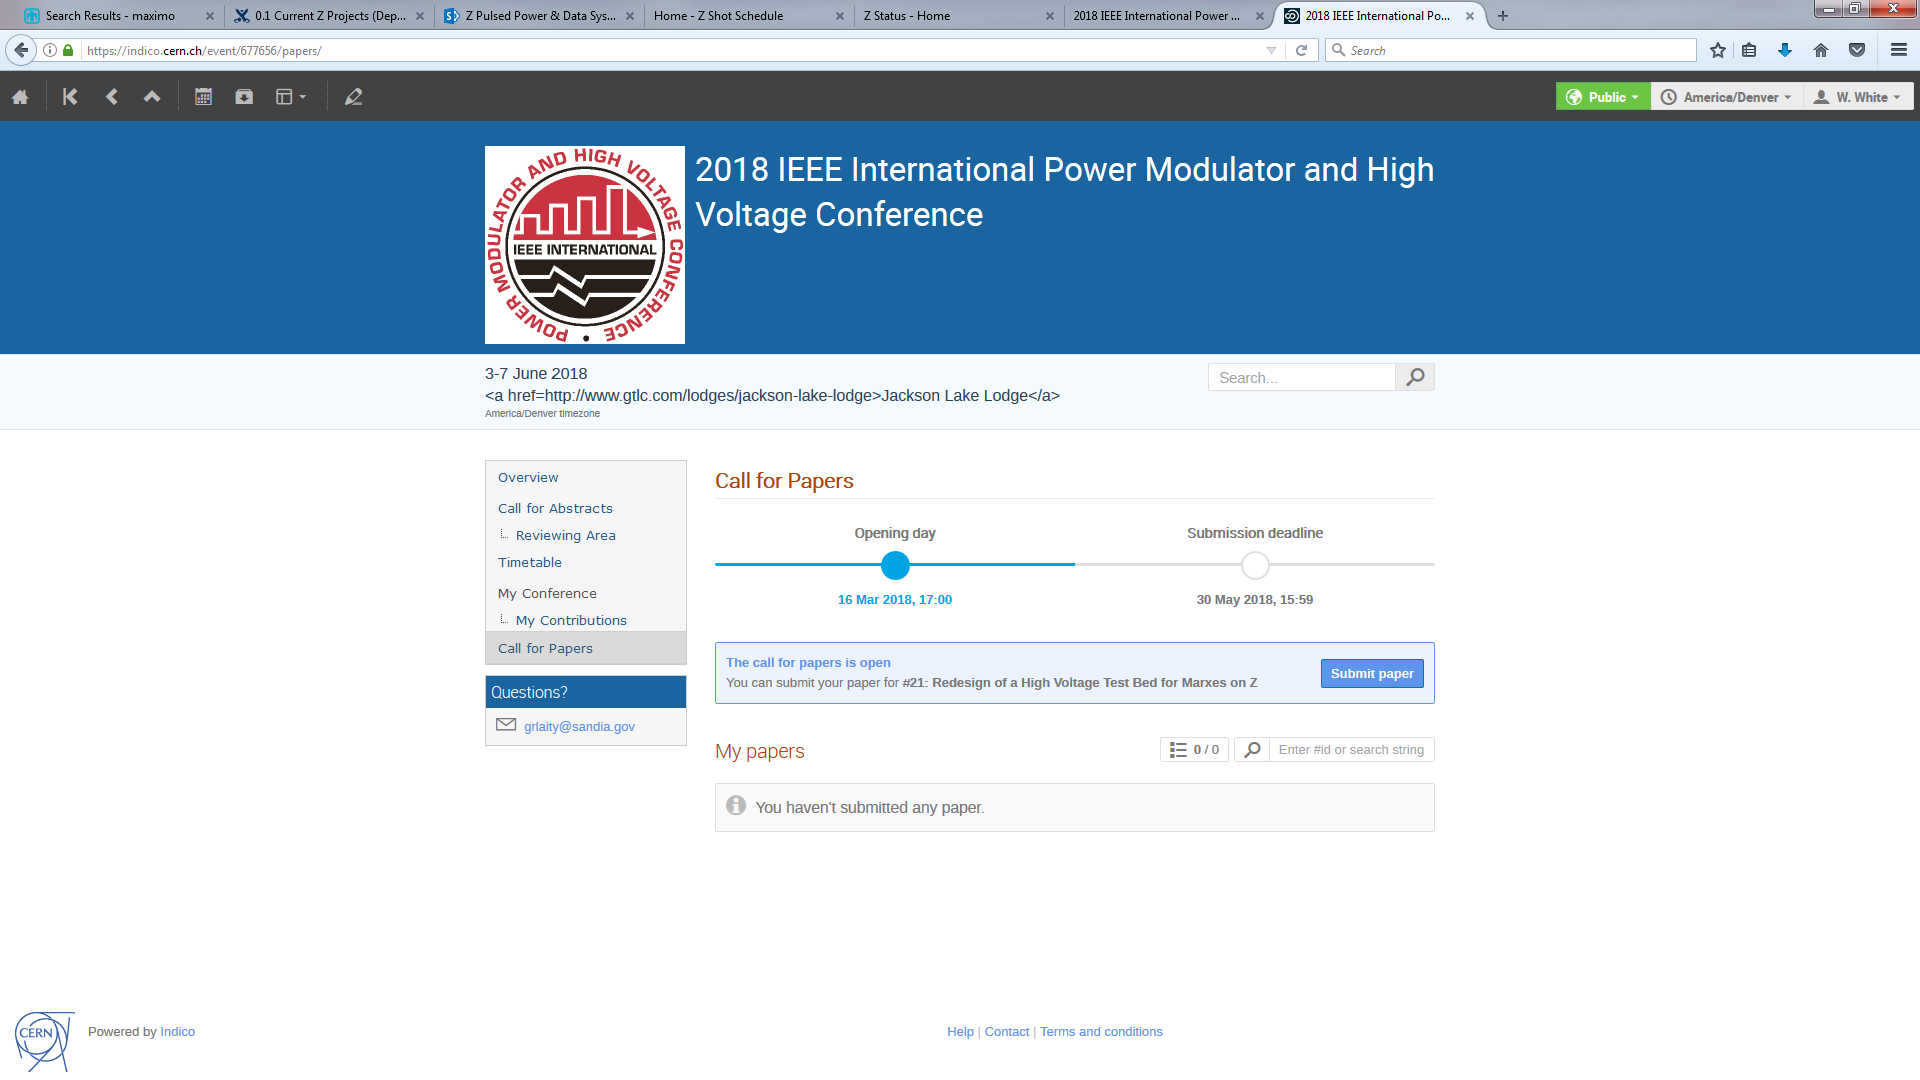 Search Results - maximo
0.1 Current Z Projects (Dep...
Z Pulsed Power & Data Sys...
Home - Z Shot Schedule
Z Status - Home
2018 IEEE International Power ...
2018 IEEE International Po...
https://indico.cern.ch/event/677656/papers/
Search
Public
America/Denver
W. White
POWER MODULATOR AND HIGH VOLTAGE CONFERENCE
IEEE INTERNATIONAL
2018 IEEE International Power Modulator and High
Voltage Conference
3-7 June 2018
<a href=http://www.gtlc.com/lodges/jackson-lake-lodge>Jackson Lake Lodge</a>
America/Denver timezone
Search...
Overview
Call for Abstracts
Reviewing Area
Timetable
My Conference
My Contributions
Call for Papers
Questions?
grlaity@sandia.gov
Call for Papers
Opening day
Submission deadline
16 Mar 2018, 17:00
30 May 2018, 15:59
The call for papers is open
You can submit your paper for #21: Redesign of a High Voltage Test Bed for Marxes on Z
Submit paper
My papers
0 / 0
Enter #id or search string
You haven't submitted any paper.
CERN
Powered by Indico
Help | Contact | Terms and conditions